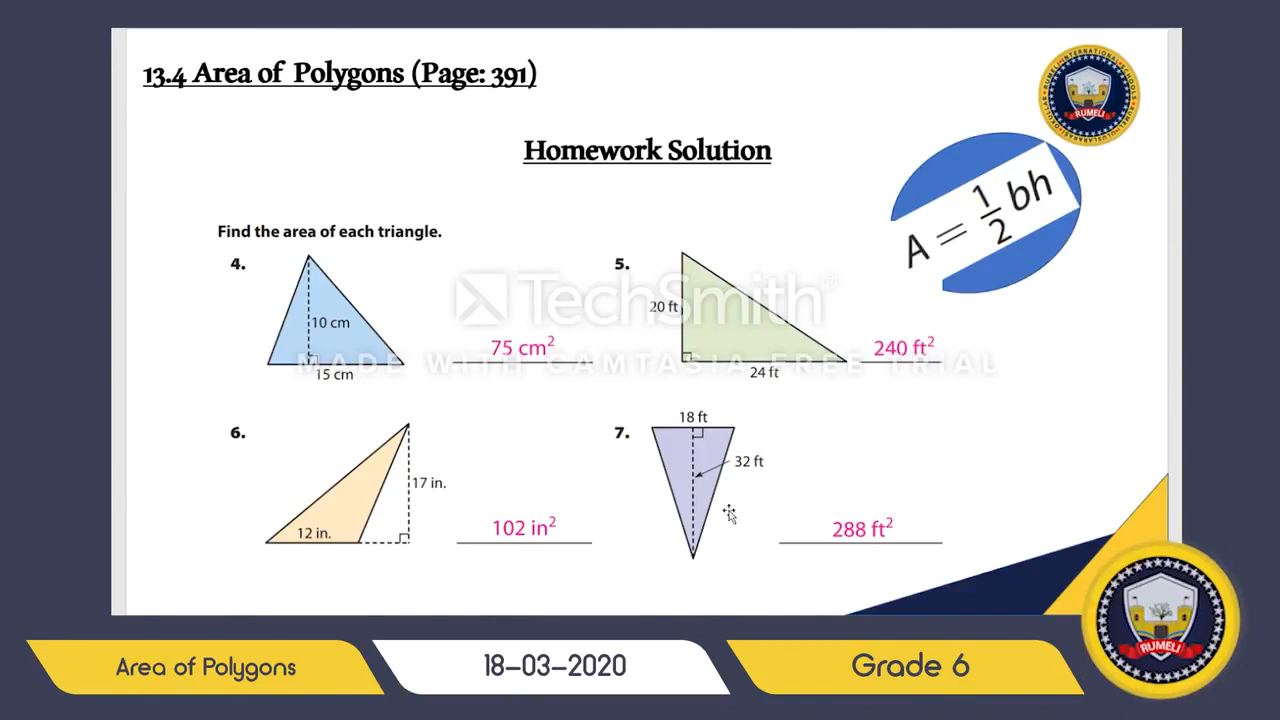 13.4 Area of Polygons (Page: 391)
RUMELI INTERNATIONAL SCHOOLS
RUMELİ
Homework Solution
A = 1/2 bh
Find the area of each triangle.
4.
10 cm
15 cm
75 cm²
5.
20 ft
24 ft
240 ft²
TechSmith®
MADE WITH CAMTASIA FREE TRIAL
6.
17 in.
12 in.
102 in²
7.
18 ft
32 ft
288 ft²
Area of Polygons
18-03-2020
Grade 6
RUMELİ